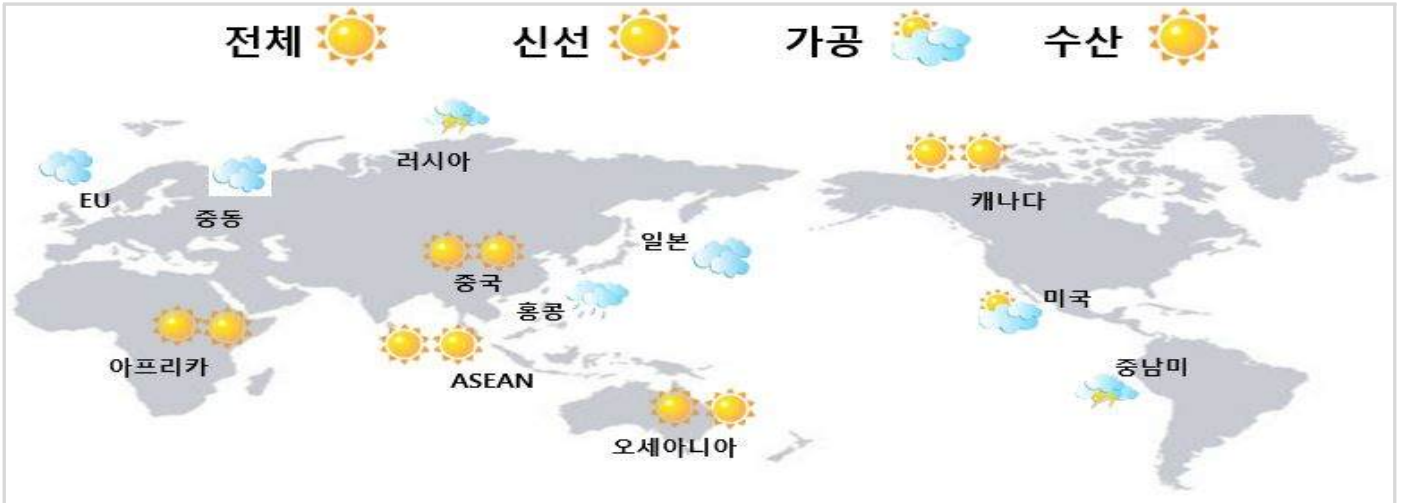 전체 신선 가공 수산
러시아
EU
중동
캐나다
일본
중국
홍콩
미국
아프리카
ASEAN
중남미
오세아니아